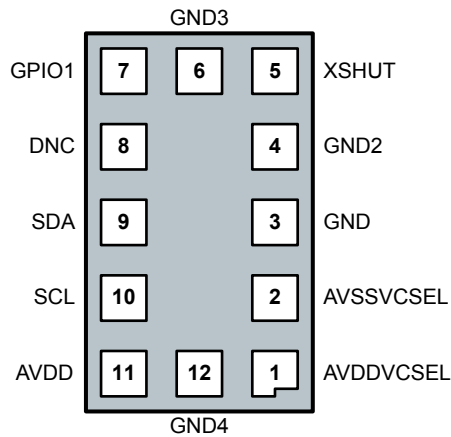 GND3
GPIO1 7 6 5 XSHUT
DNC 8 4 GND2
SDA 9 3 GND
SCL 10 2 AVSSVCSEL
AVDD 11 12 1 AVDDVCSEL
GND4